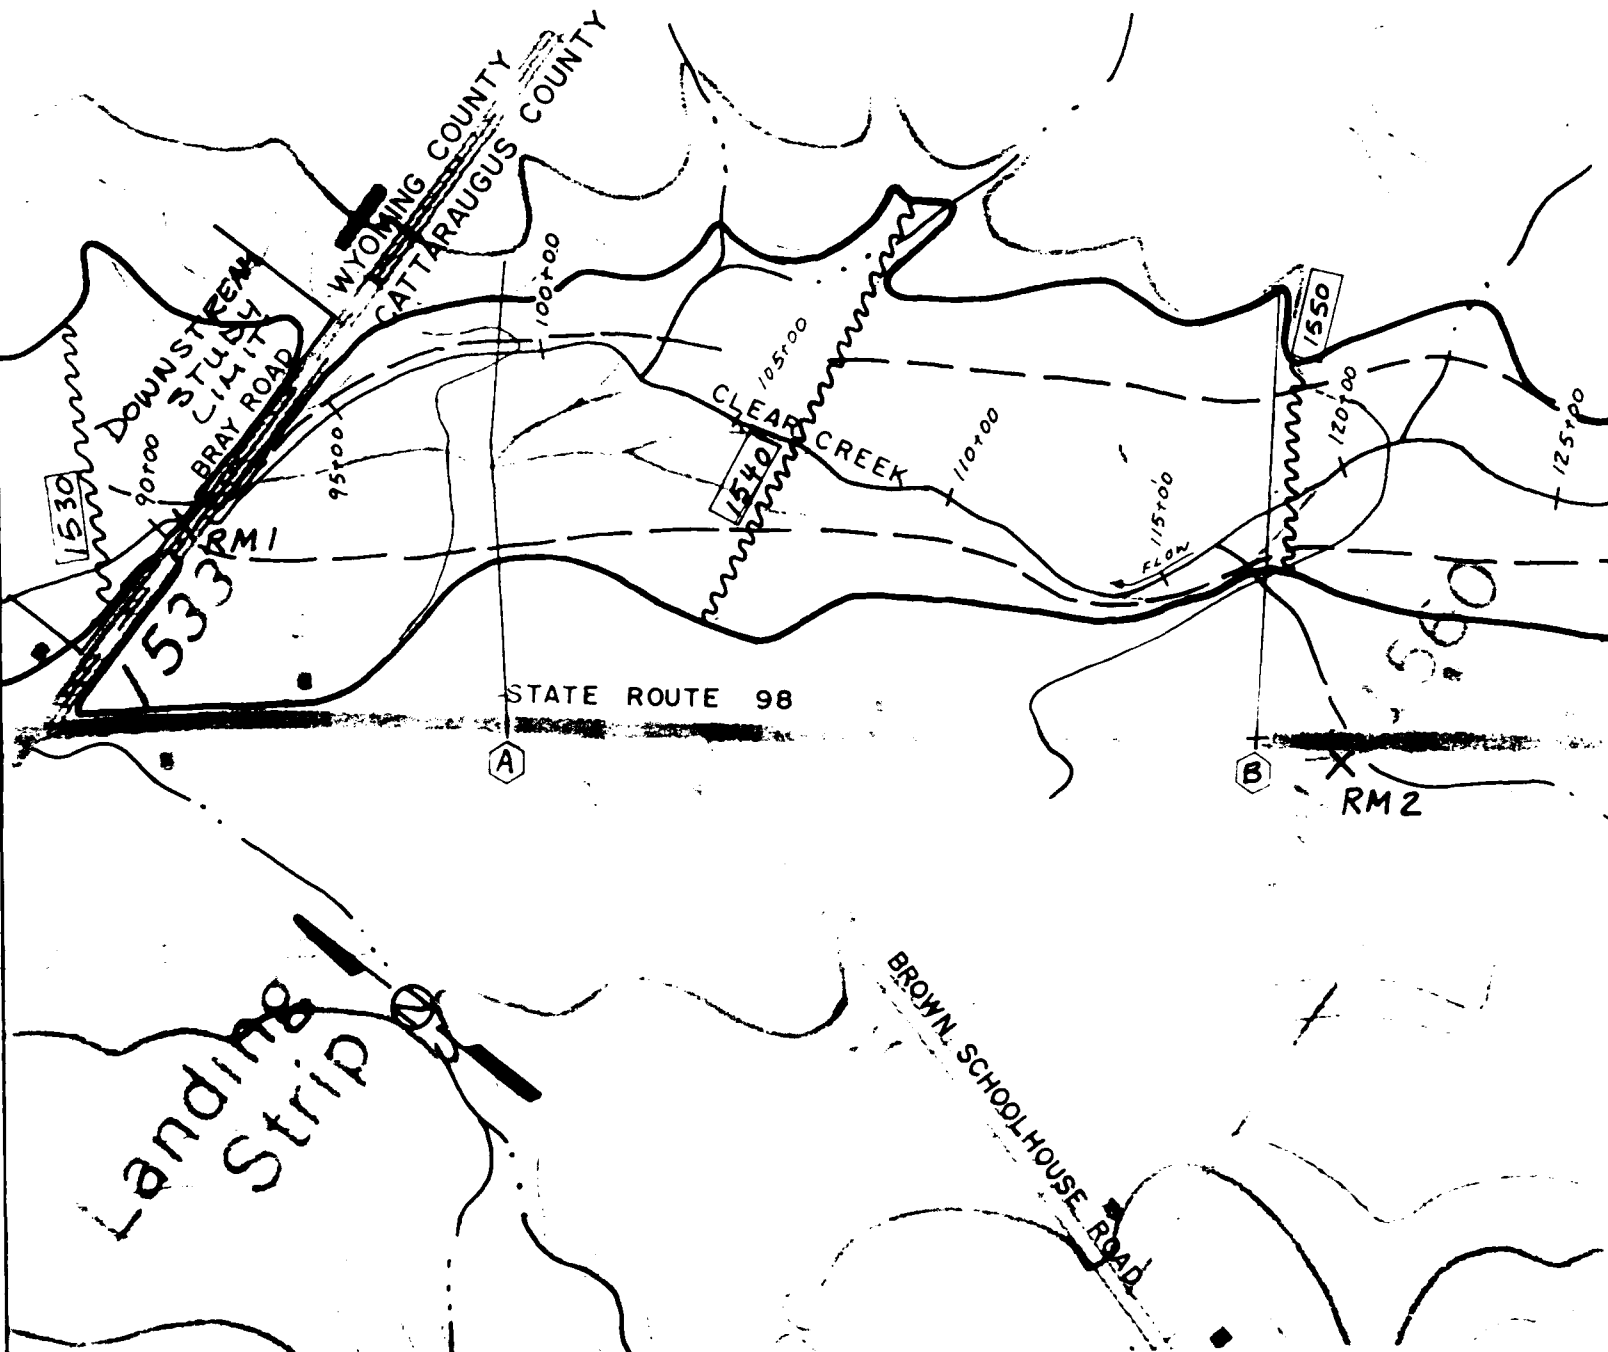 WYOMING COUNTY
CATTARAUGUS COUNTY
DOWNSTREAM
STUDY
LIMIT
BRAY ROAD
1530
90+00
95+00
100+00
105+00
110+00
115+00
120+00
125+00
1550
CLEAR CREEK
1540
FLOW
RM1
1533
560
STATE ROUTE 98
A
B
RM2
Landing
Strip
BROWN SCHOOLHOUSE ROAD